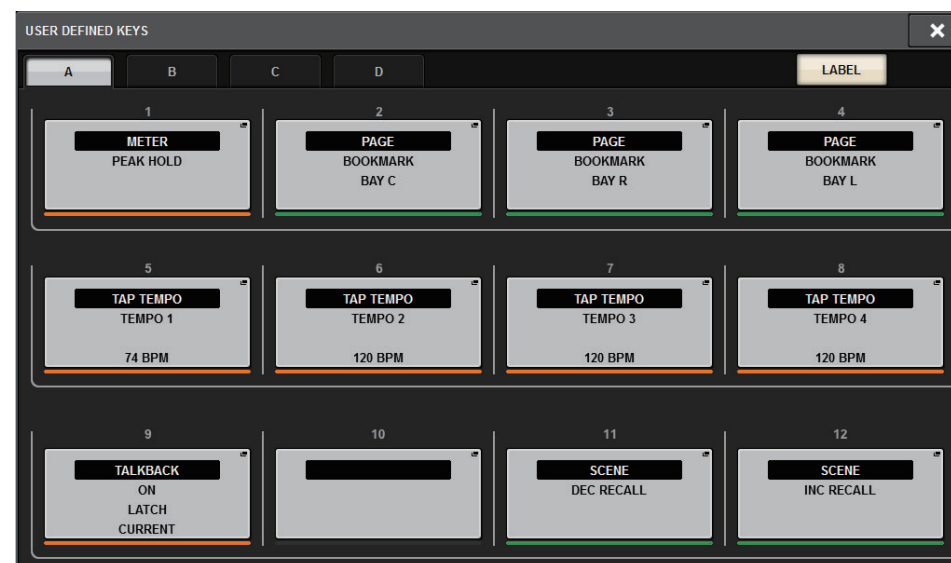 USER DEFINED KEYS
A B C D LABEL
1 2 3 4
METER PAGE PAGE PAGE
PEAK HOLD BOOKMARK BOOKMARK BOOKMARK
BAY C BAY R BAY L
5 6 7 8
TAP TEMPO TAP TEMPO TAP TEMPO TAP TEMPO
TEMPO 1 TEMPO 2 TEMPO 3 TEMPO 4
74 BPM 120 BPM 120 BPM 120 BPM
9 10 11 12
TALKBACK SCENE SCENE
ON DEC RECALL INC RECALL
LATCH
CURRENT